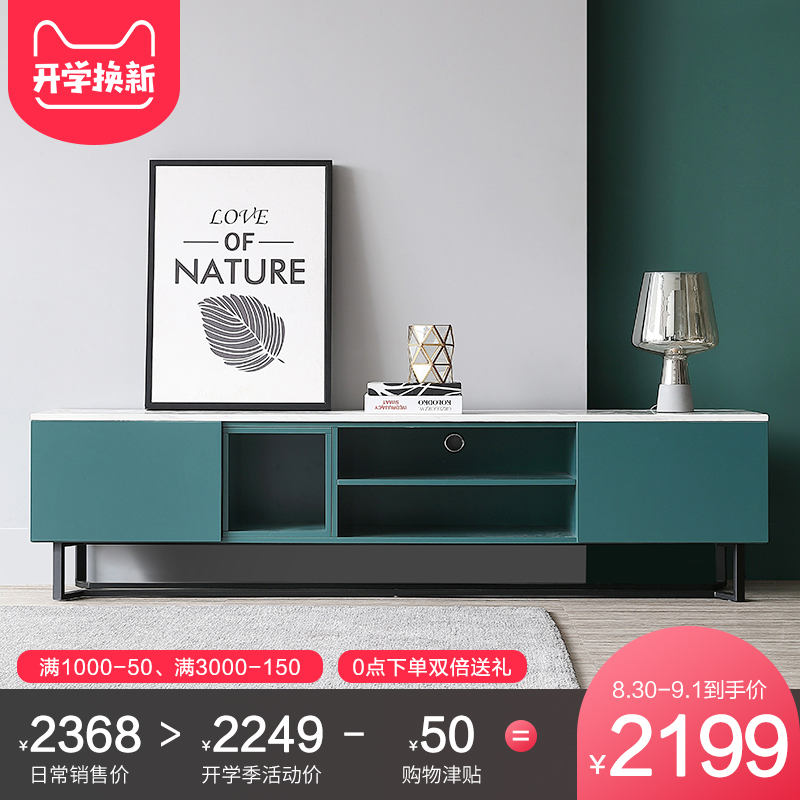 开学换新
LOVE
OF
NATURE
SIMAT
KOLODKO
满1000-50、满3000-150
0点下单双倍送礼
8.30-9.1到手价
¥2199
¥2368 > ¥2249 - ¥50 =
日常销售价 开学季活动价 购物津贴